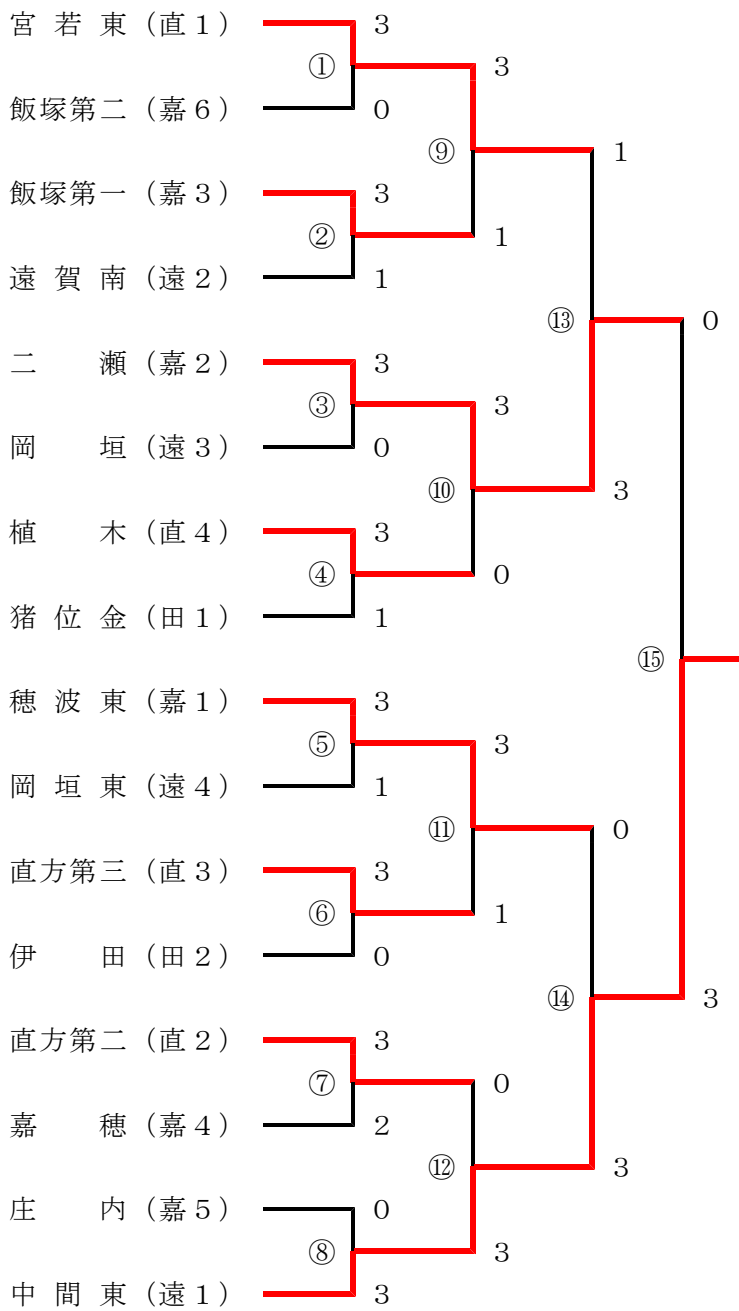 宮若東（直１） 3
① 3
飯塚第二（嘉６） 0
⑨ 1
飯塚第一（嘉３） 3
② 1
遠賀南（遠２） 1
⑬ 0
二瀬（嘉２） 3
③ 3
岡垣（遠３） 0
⑩ 3
植木（直４） 3
④ 0
猪位金（田１） 1
⑮
穂波東（嘉１） 3
⑤ 3
岡垣東（遠４） 1
⑪ 0
直方第三（直３） 3
⑥ 1
伊田（田２） 0
⑭ 3
直方第二（直２） 3
⑦ 0
嘉穂（嘉４） 2
⑫ 3
庄内（嘉５） 0
⑧ 3
中間東（遠１） 3